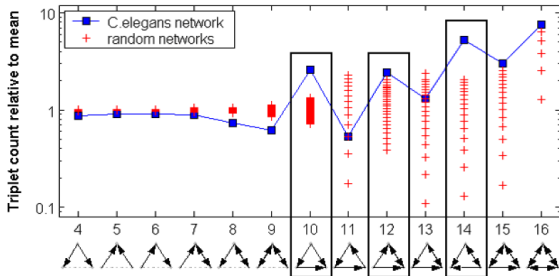 Triplet count relative to mean
10
1
0.1
C.elegans network
random networks
4 5 6 7 8 9 10 11 12 13 14 15 16